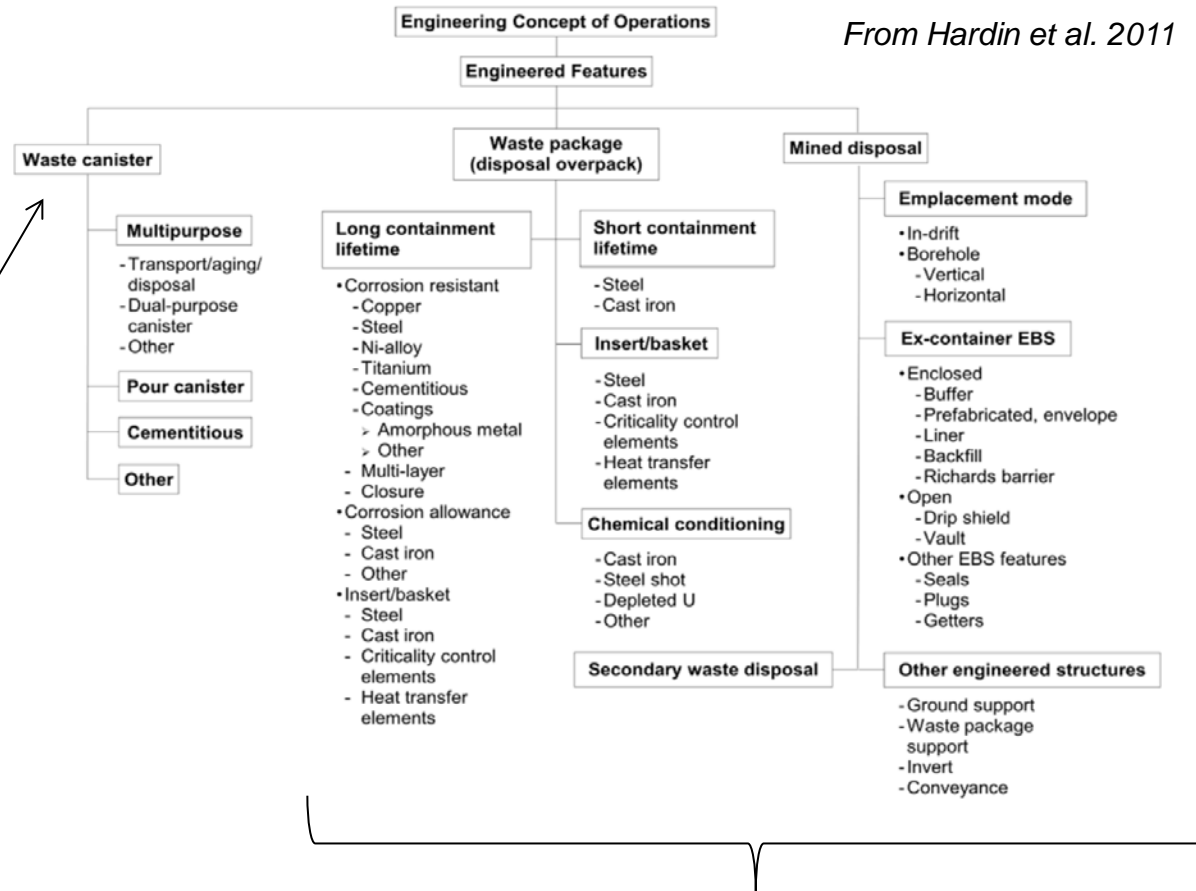 Engineering Concept of Operations
From Hardin et al. 2011
Engineered Features
Waste canister
Multipurpose
-Transport/aging/
disposal
-Dual-purpose
canister
-Other
Pour canister
Cementitious
Other
Waste package
(disposal overpack)
Long containment
lifetime
•Corrosion resistant
-Copper
-Steel
-Ni-alloy
-Titanium
-Cementitious
-Coatings
➢ Amorphous metal
➢ Other
- Multi-layer
- Closure
•Corrosion allowance
- Steel
- Cast iron
- Other
•Insert/basket
- Steel
- Cast iron
- Criticality control
elements
- Heat transfer
elements
Short containment
lifetime
-Steel
-Cast iron
Insert/basket
-Steel
-Cast iron
-Criticality control
elements
-Heat transfer
elements
Chemical conditioning
-Cast iron
-Steel shot
-Depleted U
-Other
Mined disposal
Emplacement mode
•In-drift
•Borehole
-Vertical
-Horizontal
Ex-container EBS
•Enclosed
-Buffer
-Prefabricated, envelope
-Liner
-Backfill
-Richards barrier
•Open
-Drip shield
-Vault
•Other EBS features
-Seals
-Plugs
-Getters
Secondary waste disposal
Other engineered structures
-Ground support
-Waste package
support
-Invert
-Conveyance